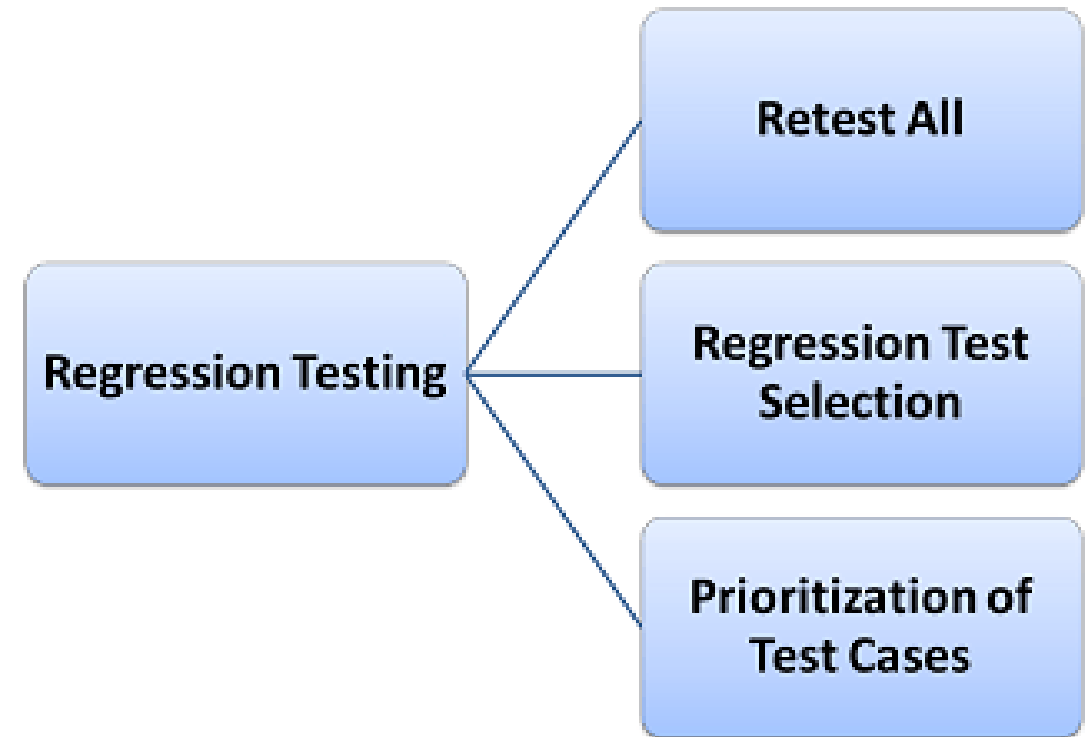 Retest All
Regression Testing
Regression Test
Selection
Prioritization of
Test Cases